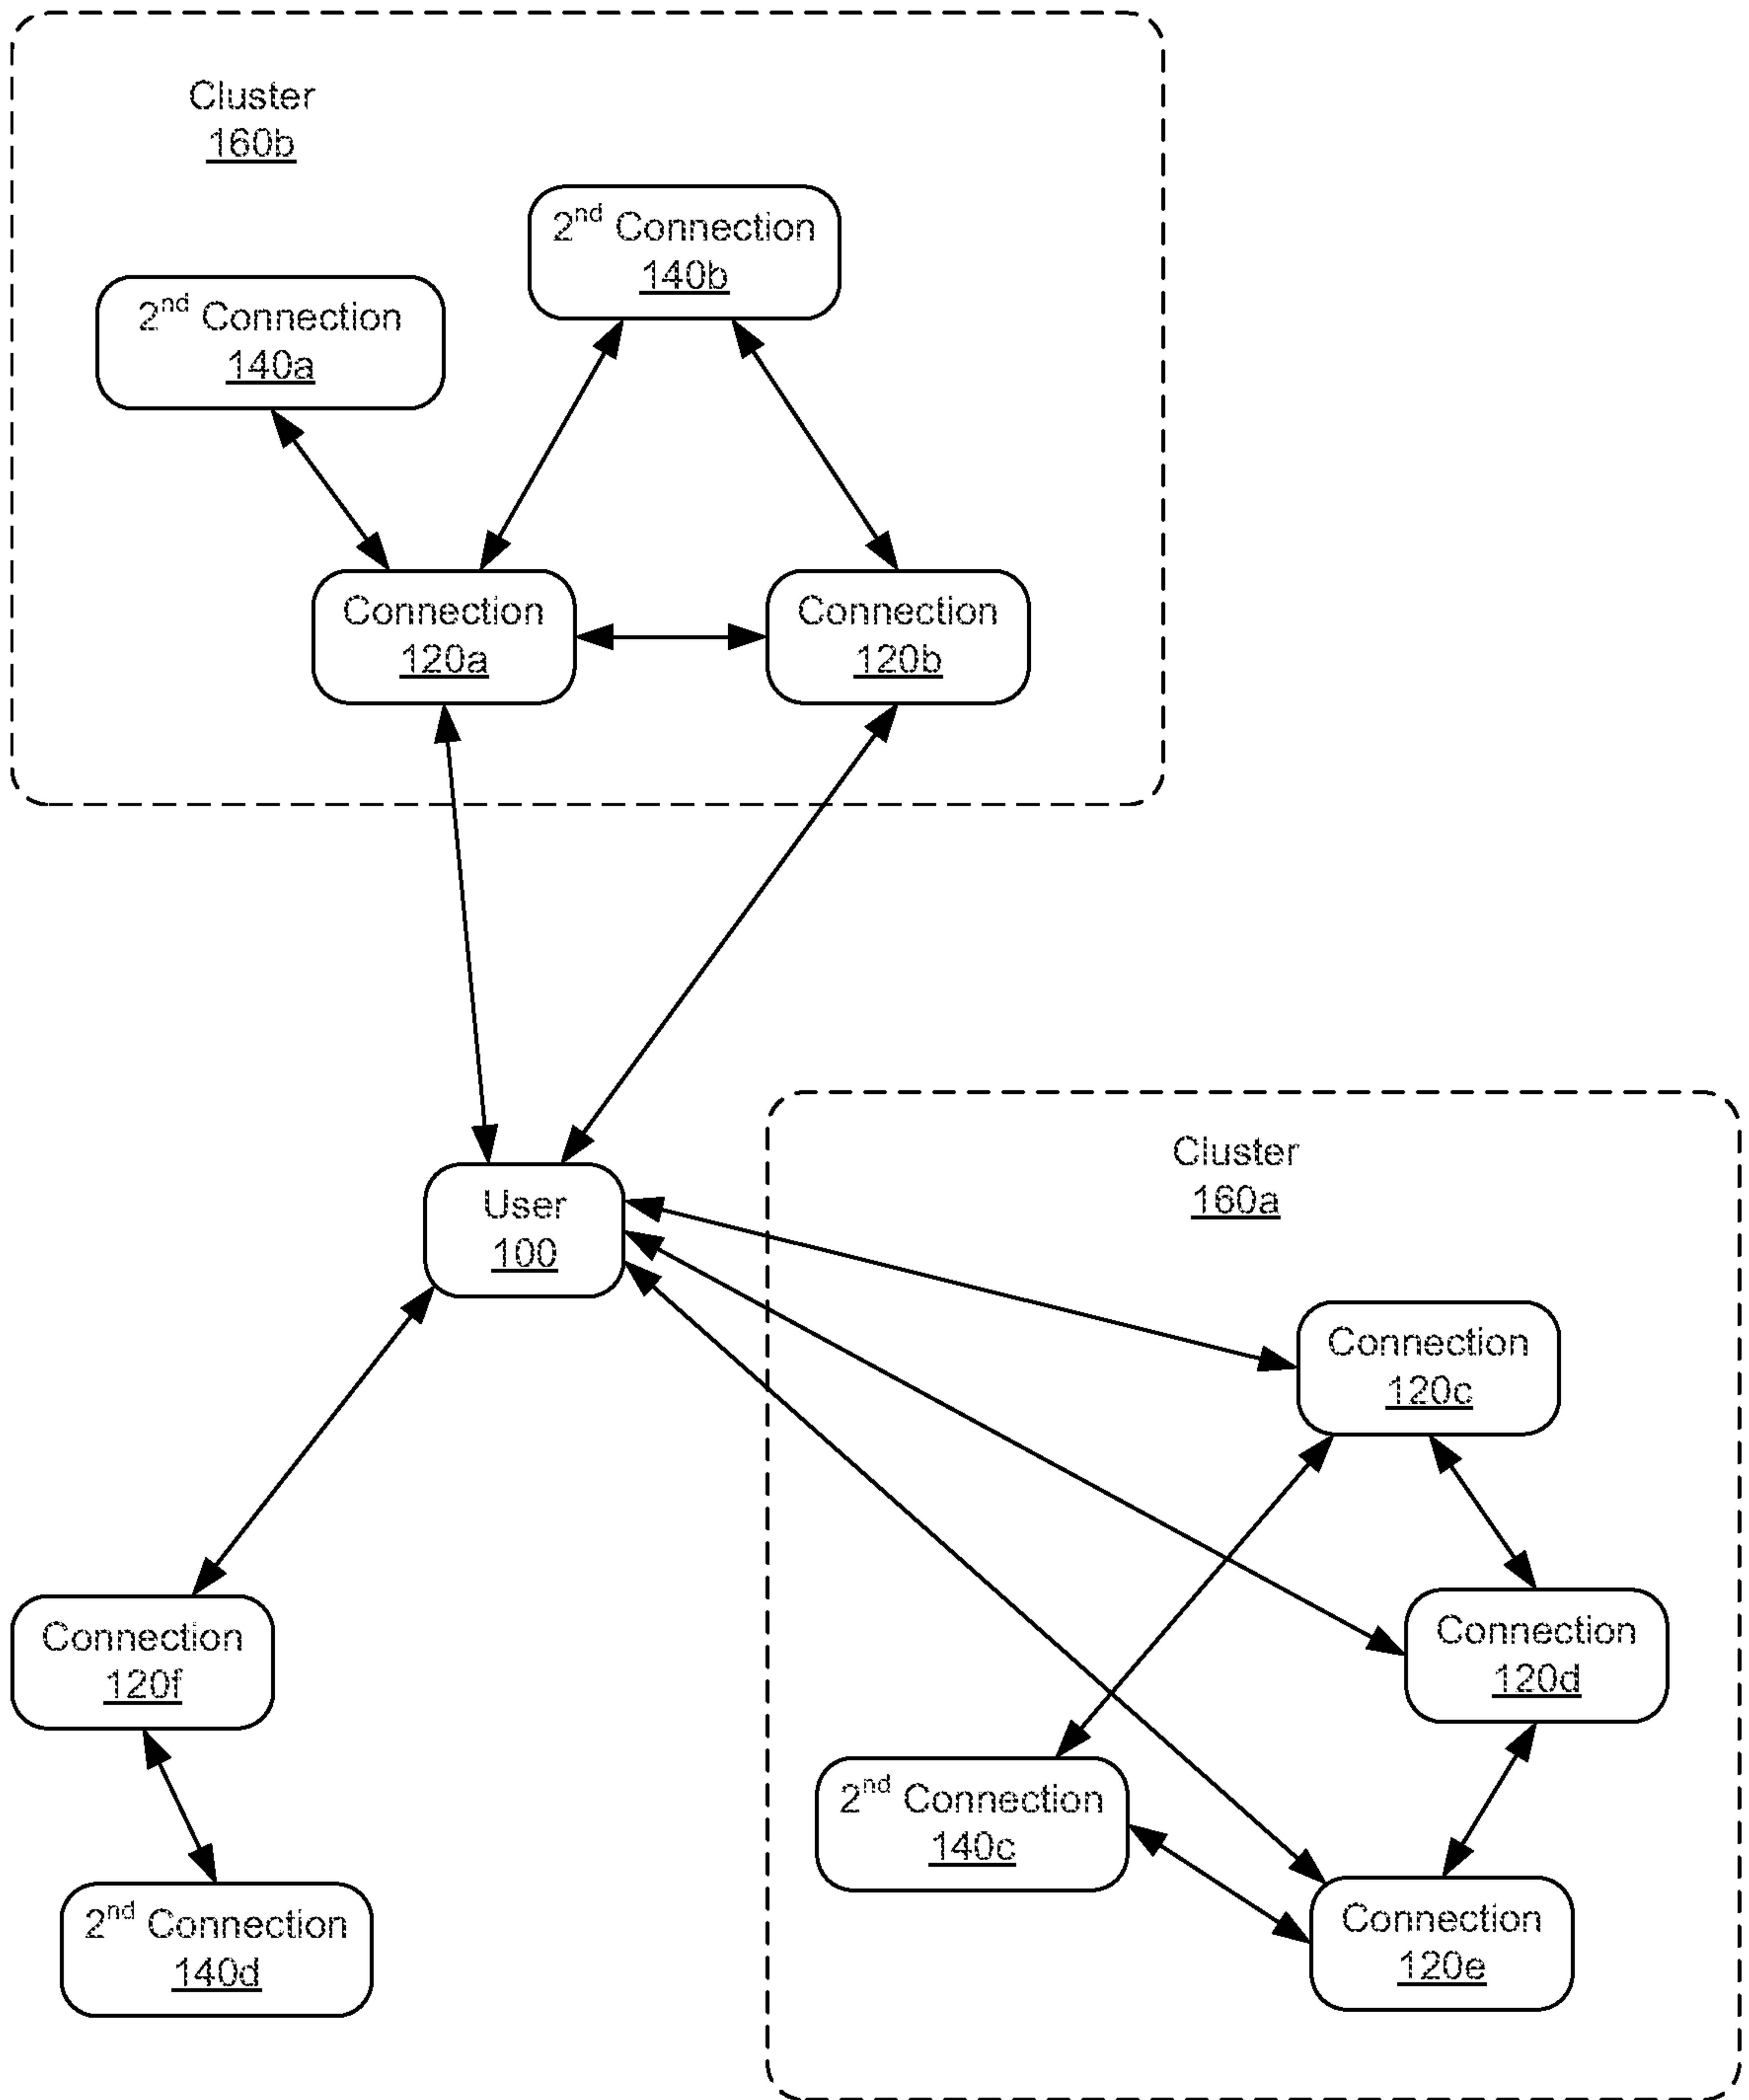 Cluster
160b
2nd Connection
140b
2nd Connection
140a
Connection
120a
Connection
120b
User
100
Cluster
160a
Connection
120c
Connection
120f
Connection
120d
2nd Connection
140c
2nd Connection
140d
Connection
120e